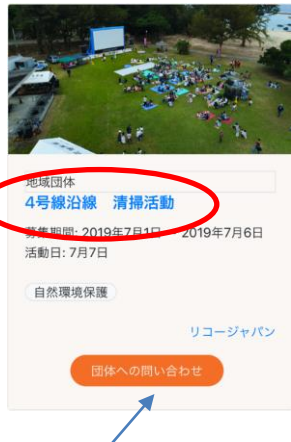 地域団体
4号線沿線　清掃活動
募集期間: 2019年7月1日 ～ 2019年7月6日
活動日: 7月7日
自然環境保護
リコージャパン
団体への問い合わせ